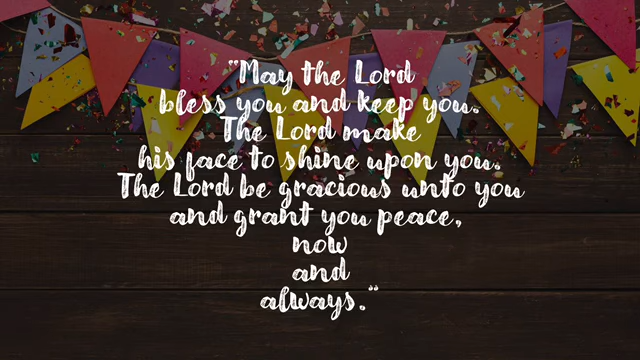 "May the Lord
bless you and keep you.
The Lord make
his face to shine upon you.
The Lord be gracious unto you
and grant you peace,
now
and
always."